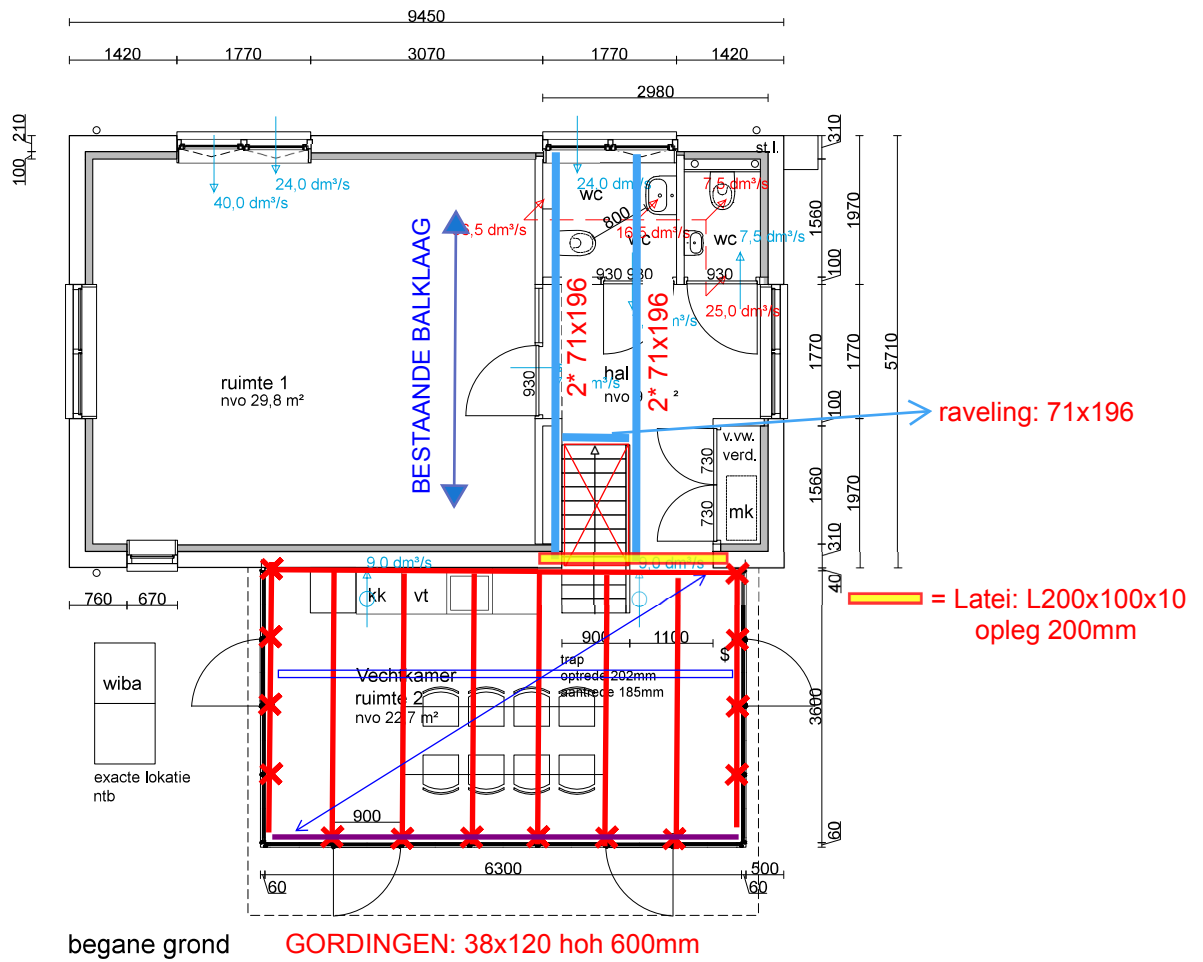 9450
1420 1770 3070 1770 1420
2980
210
100
310
st.l.
24,0 dm³/s
40,0 dm³/s
24,0 dm³/s
7,5 dm³/s
wc
800
16,5 dm³/s
wc
wc
7,5 dm³/s
930
930
25,0 dm³/s
1560
100
1770
100
1560
310
1970
1770
1970
5710
BESTAANDE BALKLAAG
2* 71x196
2* 71x196
ruimte 1
nvo 29,8 m²
930
hal
nvo
raveling: 71x196
v.vw.
verd.
730
730
mk
9,0 dm³/s
9,0 dm³/s
760 670
kk
vt
40
= Latei: L200x100x10
opleg 200mm
900 1100
trap
optrede 202mm
aantrede 185mm
$
wiba
Vechtkamer
ruimte 2
nvo 22,7 m²
3600
exacte lokatie
ntb
900
60
6300
500
60
60
begane grond
GORDINGEN: 38x120 hoh 600mm